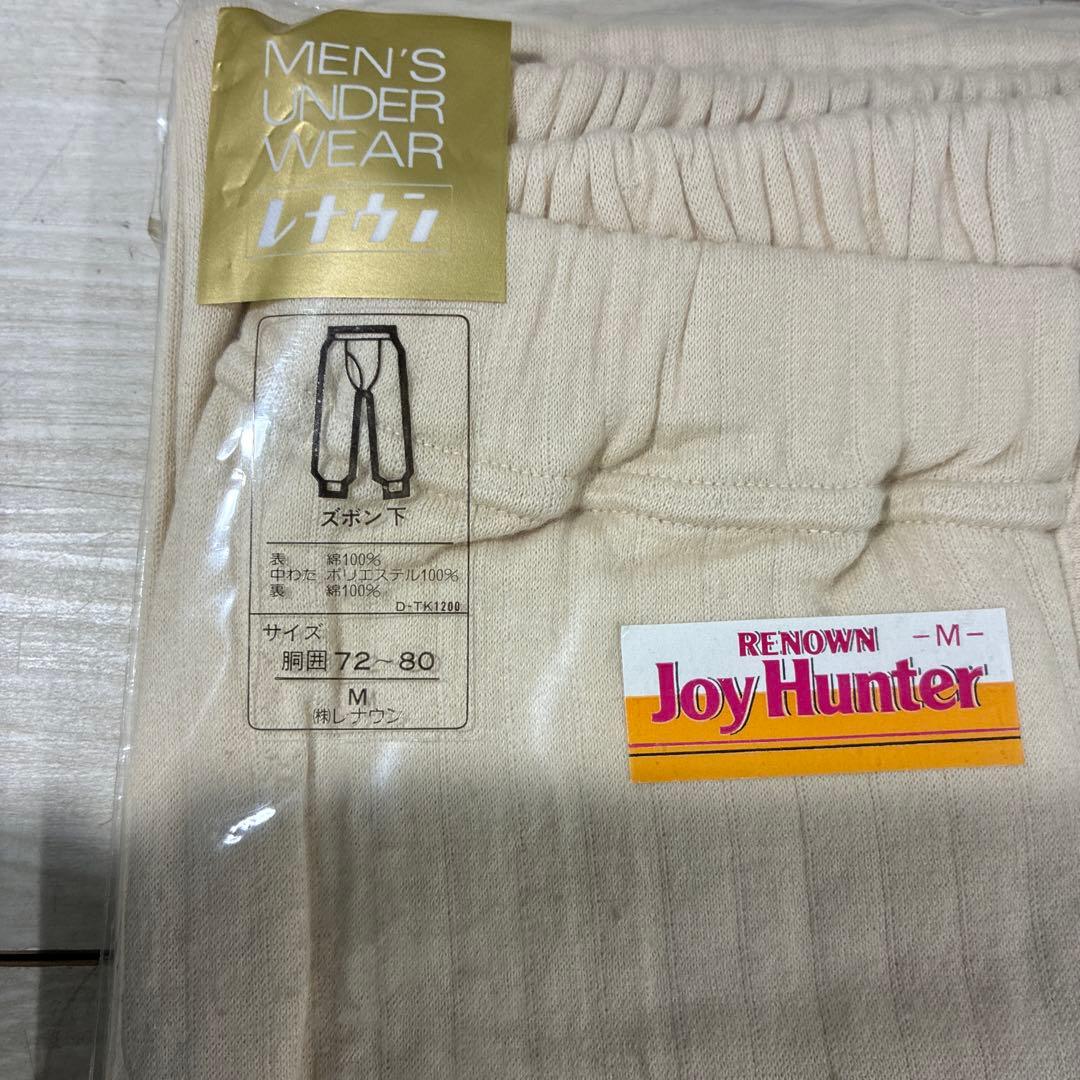 MEN'S
UNDER
WEAR
レナウン
ズボン下
表 綿100%
中わた ポリエステル100%
裏 綿100%
D-TK1200
サイズ
胴囲 72～80
M
㈱レナウン
RENOWN -M-
Joy Hunter